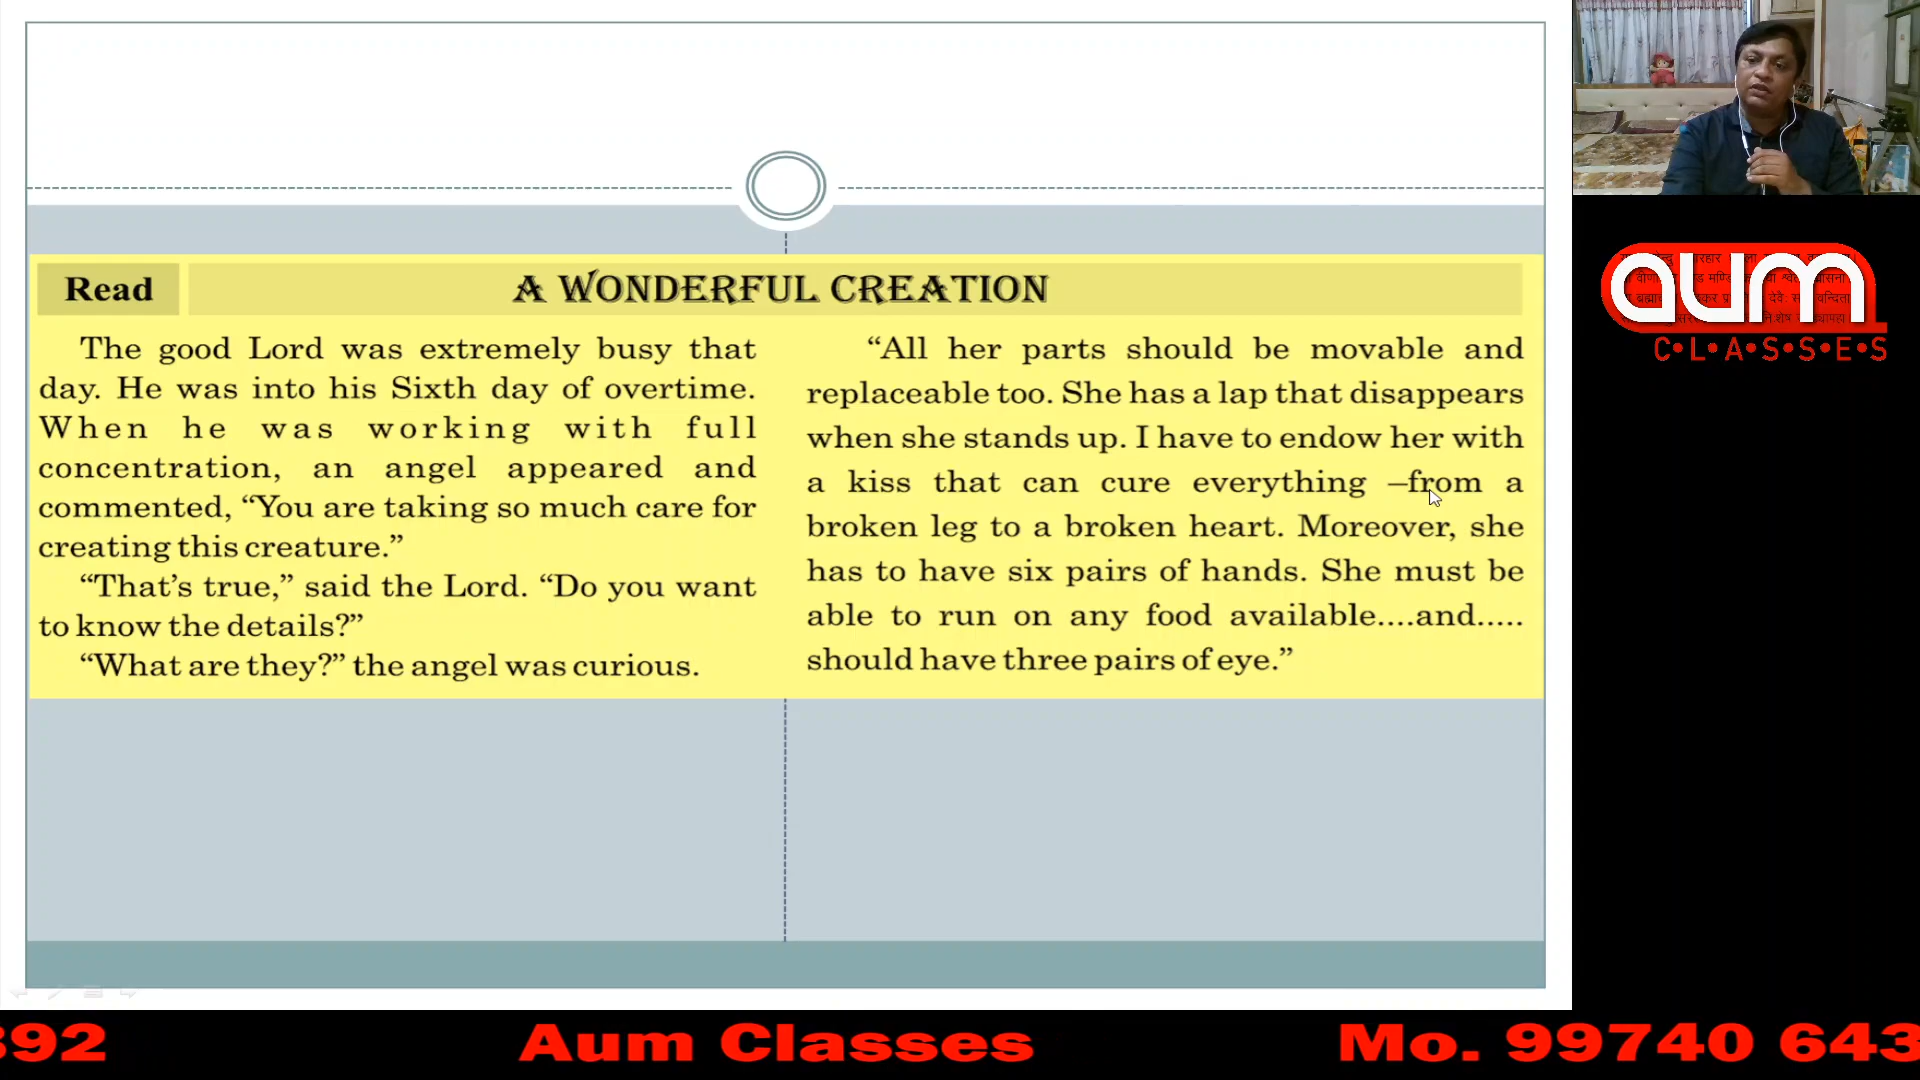 Read
A WONDERFUL CREATION
The good Lord was extremely busy that
day. He was into his Sixth day of overtime.
When he was working with full
concentration, an angel appeared and
commented, “You are taking so much care for
creating this creature.”
“That’s true,” said the Lord. “Do you want
to know the details?”
“What are they?” the angel was curious.
“All her parts should be movable and
replaceable too. She has a lap that disappears
when she stands up. I have to endow her with
a kiss that can cure everything –from a
broken leg to a broken heart. Moreover, she
has to have six pairs of hands. She must be
able to run on any food available....and.....
should have three pairs of eye.”
aum
C•L•A•S•S•E•S
392 Aum Classes Mo. 99740 643